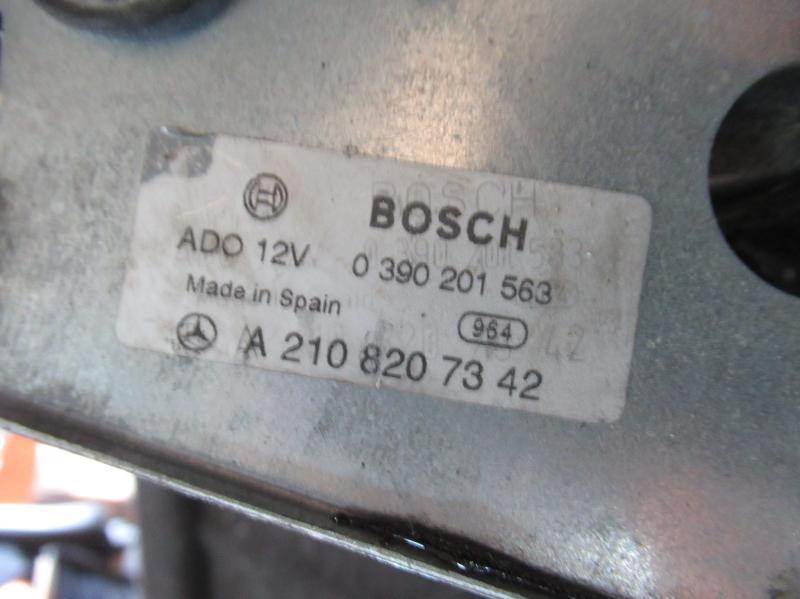 BOSCH
ADO 12V 0 390 201 563
Made in Spain
964
A 210 820 73 42